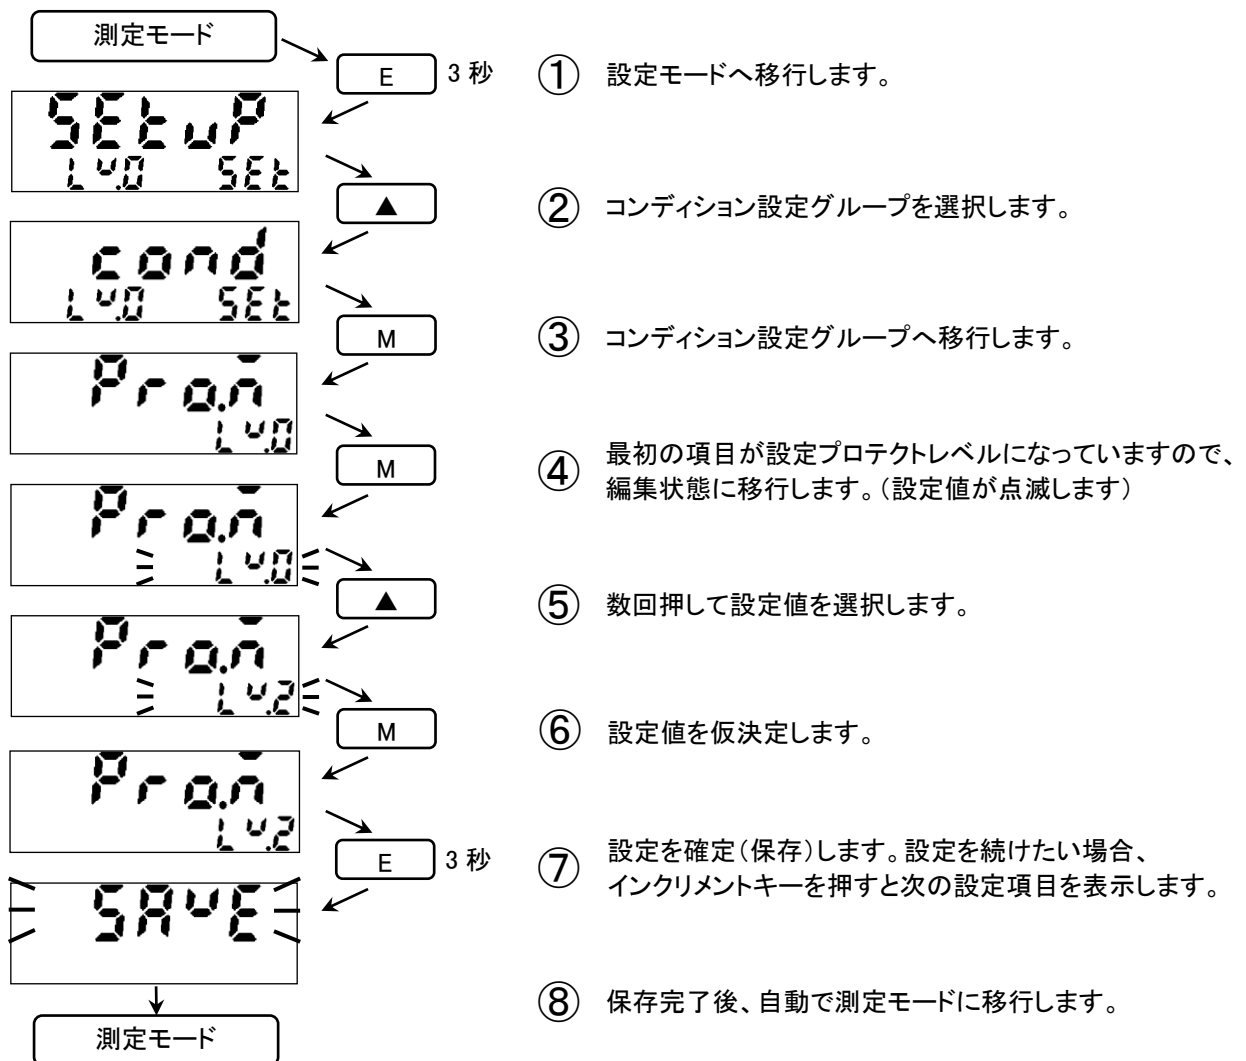 測定モード
E 3 秒 ① 設定モードへ移行します。
SEtuP
Lv.0 SEt
▲ ② コンディション設定グループを選択します。
cond
Lv.0 SEt
M ③ コンディション設定グループへ移行します。
Pro.n
Lv.0
M ④ 最初の項目が設定プロテクトレベルになっていますので、
編集状態に移行します。（設定値が点滅します）
Pro.n
Lv.0
▲ ⑤ 数回押して設定値を選択します。
Pro.n
Lv.2
M ⑥ 設定値を仮決定します。
Pro.n
Lv.2
E 3 秒 ⑦ 設定を確定（保存）します。設定を続けたい場合、
インクリメントキーを押すと次の設定項目を表示します。
SAvE
⑧ 保存完了後、自動で測定モードに移行します。
測定モード